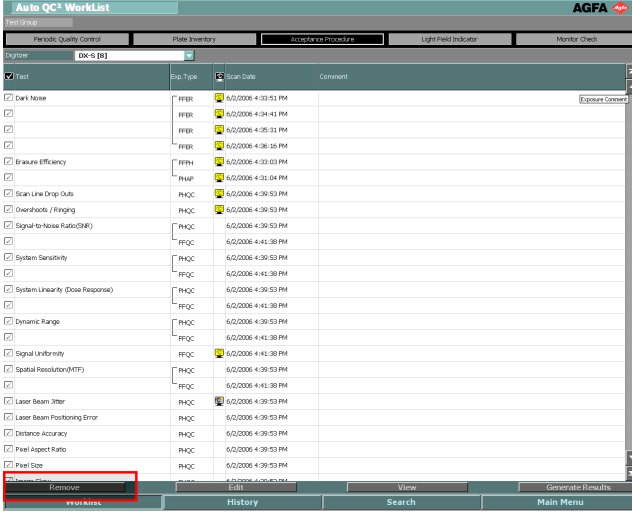 Auto QC² WorkList
AGFA Agfa
Test Group
Periodic Quality Control Plate Inventory Acceptance Procedure Light Field Indicator Monitor Check
Digitizer DX-S [8]
Test Exp.Type Scan Date Comment
Dark Noise FFER 6/2/2006 4:33:51 PM Exposure Comment
FFER 6/2/2006 4:34:41 PM
FFER 6/2/2006 4:35:31 PM
FFER 6/2/2006 4:36:16 PM
Erasure Efficiency FFPH 6/2/2006 4:33:03 PM
PHAP 6/2/2006 4:31:04 PM
Scan Line Drop Outs PHQC 6/2/2006 4:39:53 PM
Overshoots / Ringing PHQC 6/2/2006 4:39:53 PM
Signal-to-Noise Ratio(SNR) PHQC 6/2/2006 4:39:53 PM
FFQC 6/2/2006 4:41:38 PM
System Sensitivity PHQC 6/2/2006 4:39:53 PM
FFQC 6/2/2006 4:41:38 PM
System Linearity (Dose Response) PHQC 6/2/2006 4:39:53 PM
FFQC 6/2/2006 4:41:38 PM
Dynamic Range PHQC 6/2/2006 4:39:53 PM
FFQC 6/2/2006 4:41:38 PM
Signal Uniformity FFQC 6/2/2006 4:41:38 PM
Spatial Resolution(MTF) PHQC 6/2/2006 4:39:53 PM
FFQC 6/2/2006 4:41:38 PM
Laser Beam Jitter PHQC 6/2/2006 4:39:53 PM
Laser Beam Positioning Error PHQC 6/2/2006 4:39:53 PM
Distance Accuracy PHQC 6/2/2006 4:39:53 PM
Pixel Aspect Ratio PHQC 6/2/2006 4:39:53 PM
Pixel Size PHQC 6/2/2006 4:39:53 PM
Remove Edit View Generate Results
Worklist History Search Main Menu